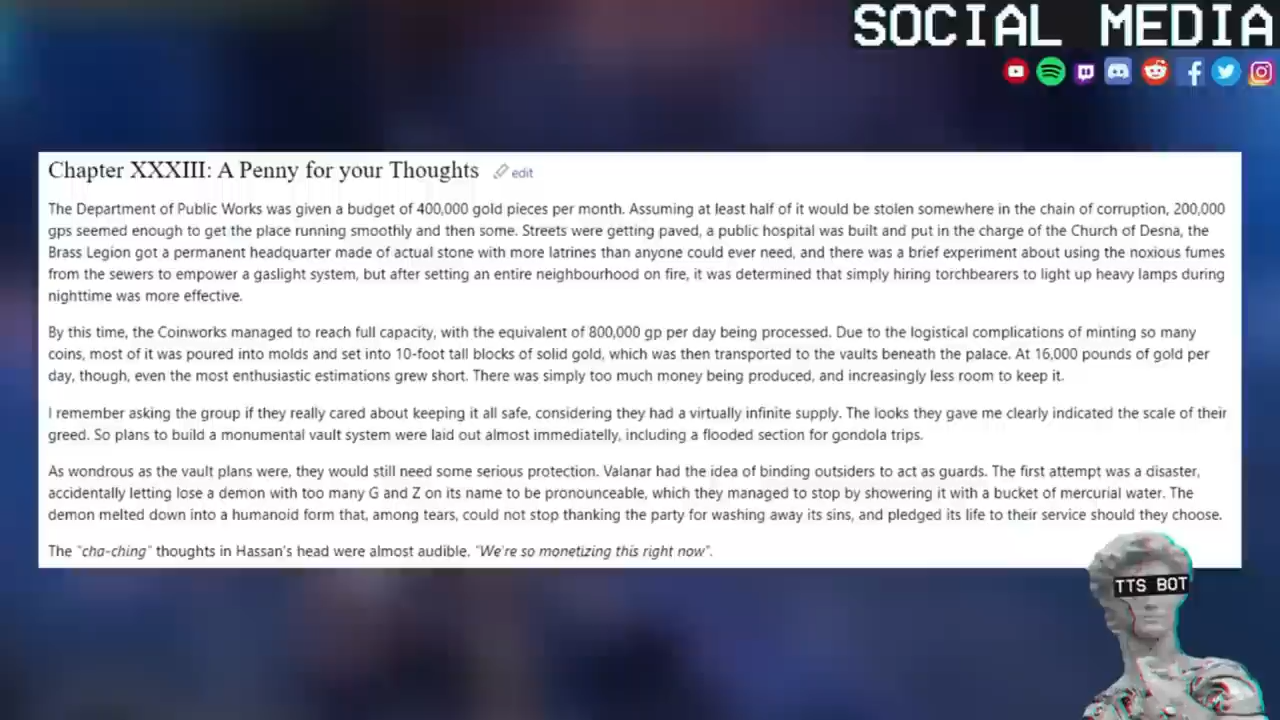 SOCIAL MEDIA
Chapter XXXIII: A Penny for your Thoughts edit
The Department of Public Works was given a budget of 400,000 gold pieces per month. Assuming at least half of it would be stolen somewhere in the chain of corruption, 200,000
gps seemed enough to get the place running smoothly and then some. Streets were getting paved, a public hospital was built and put in the charge of the Church of Desna, the
Brass Legion got a permanent headquarter made of actual stone with more latrines than anyone could ever need, and there was a brief experiment about using the noxious fumes
from the sewers to empower a gaslight system, but after setting an entire neighbourhood on fire, it was determined that simply hiring torchbearers to light up heavy lamps during
nighttime was more effective.
By this time, the Coinworks managed to reach full capacity, with the equivalent of 800,000 gp per day being processed. Due to the logistical complications of minting so many
coins, most of it was poured into molds and set into 10-foot tall blocks of solid gold, which was then transported to the vaults beneath the palace. At 16,000 pounds of gold per
day, though, even the most enthusiastic estimations grew short. There was simply too much money being produced, and increasingly less room to keep it.
I remember asking the group if they really cared about keeping it all safe, considering they had a virtually infinite supply. The looks they gave me clearly indicated the scale of their
greed. So plans to build a monumental vault system were laid out almost immediatelly, including a flooded section for gondola trips.
As wondrous as the vault plans were, they would still need some serious protection. Valanar had the idea of binding outsiders to act as guards. The first attempt was a disaster,
accidentally letting lose a demon with too many G and Z on its name to be pronounceable, which they managed to stop by showering it with a bucket of mercurial water. The
demon melted down into a humanoid form that, among tears, could not stop thanking the party for washing away its sins, and pledged its life to their service should they choose.
The "cha-ching" thoughts in Hassan's head were almost audible. "We're so monetizing this right now".
TTS BOT